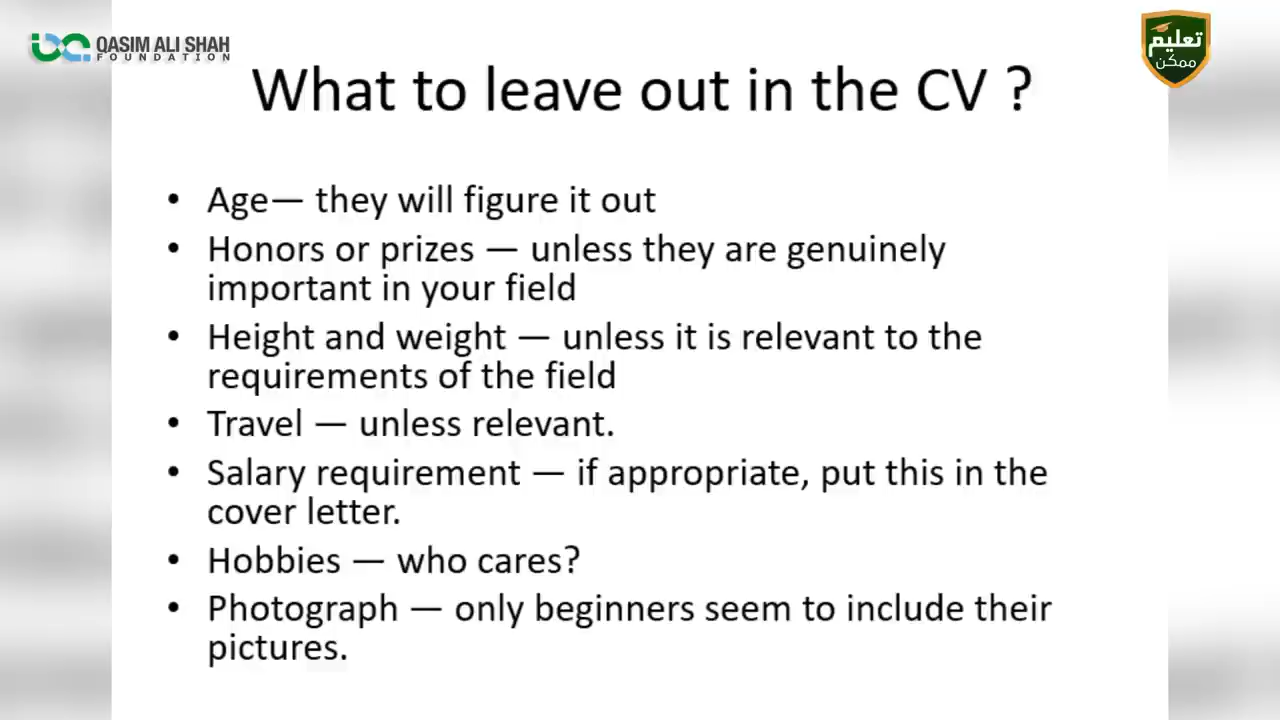 QASIM ALI SHAH
FOUNDATION
تعلیم
ممکن
What to leave out in the CV ?
• Age— they will figure it out
• Honors or prizes — unless they are genuinely
important in your field
• Height and weight — unless it is relevant to the
requirements of the field
• Travel — unless relevant.
• Salary requirement — if appropriate, put this in the
cover letter.
• Hobbies — who cares?
• Photograph — only beginners seem to include their
pictures.